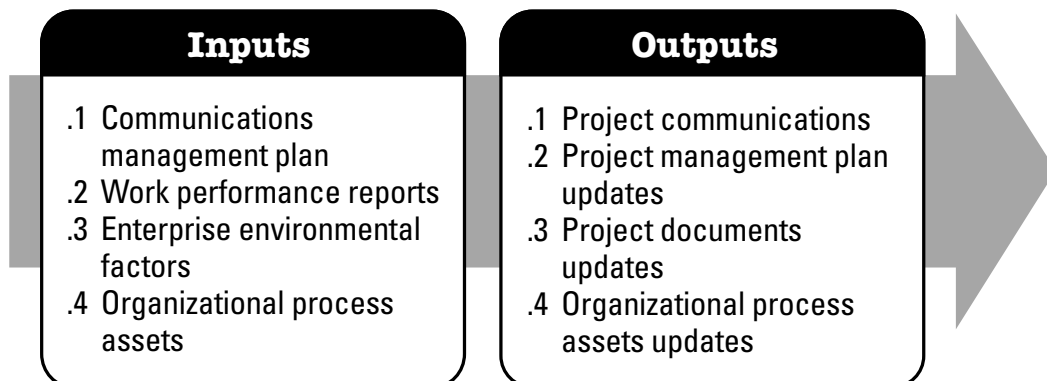 Inputs
.1 Communications
management plan
.2 Work performance reports
.3 Enterprise environmental
factors
.4 Organizational process
assets
Outputs
.1 Project communications
.2 Project management plan
updates
.3 Project documents
updates
.4 Organizational process
assets updates